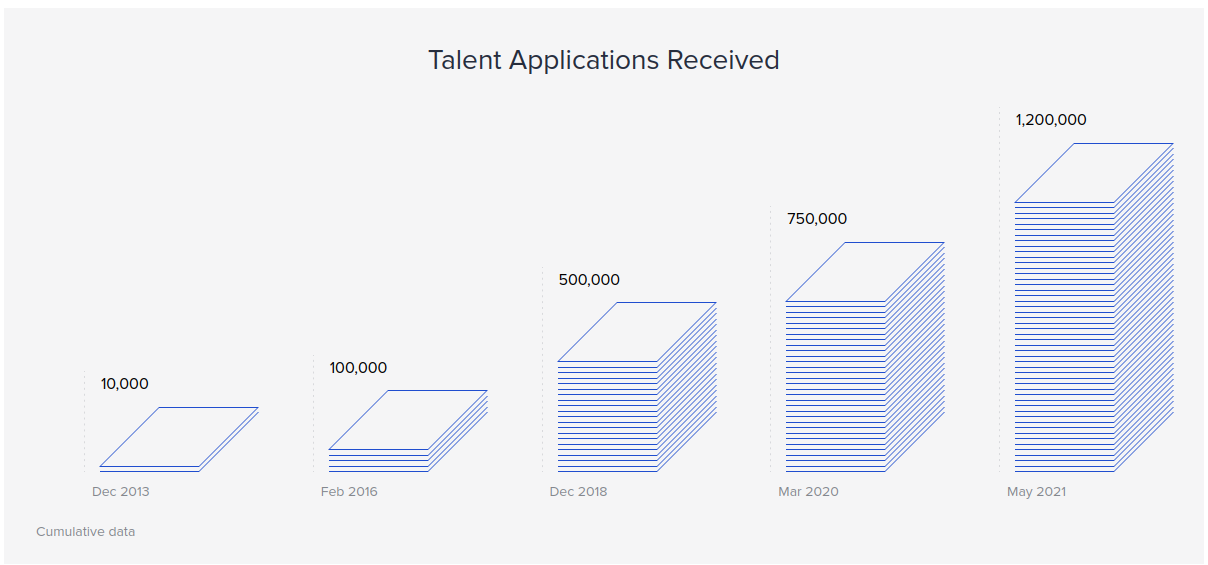 Talent Applications Received
1,200,000
750,000
500,000
100,000
10,000
Dec 2013
Feb 2016
Dec 2018
Mar 2020
May 2021
Cumulative data